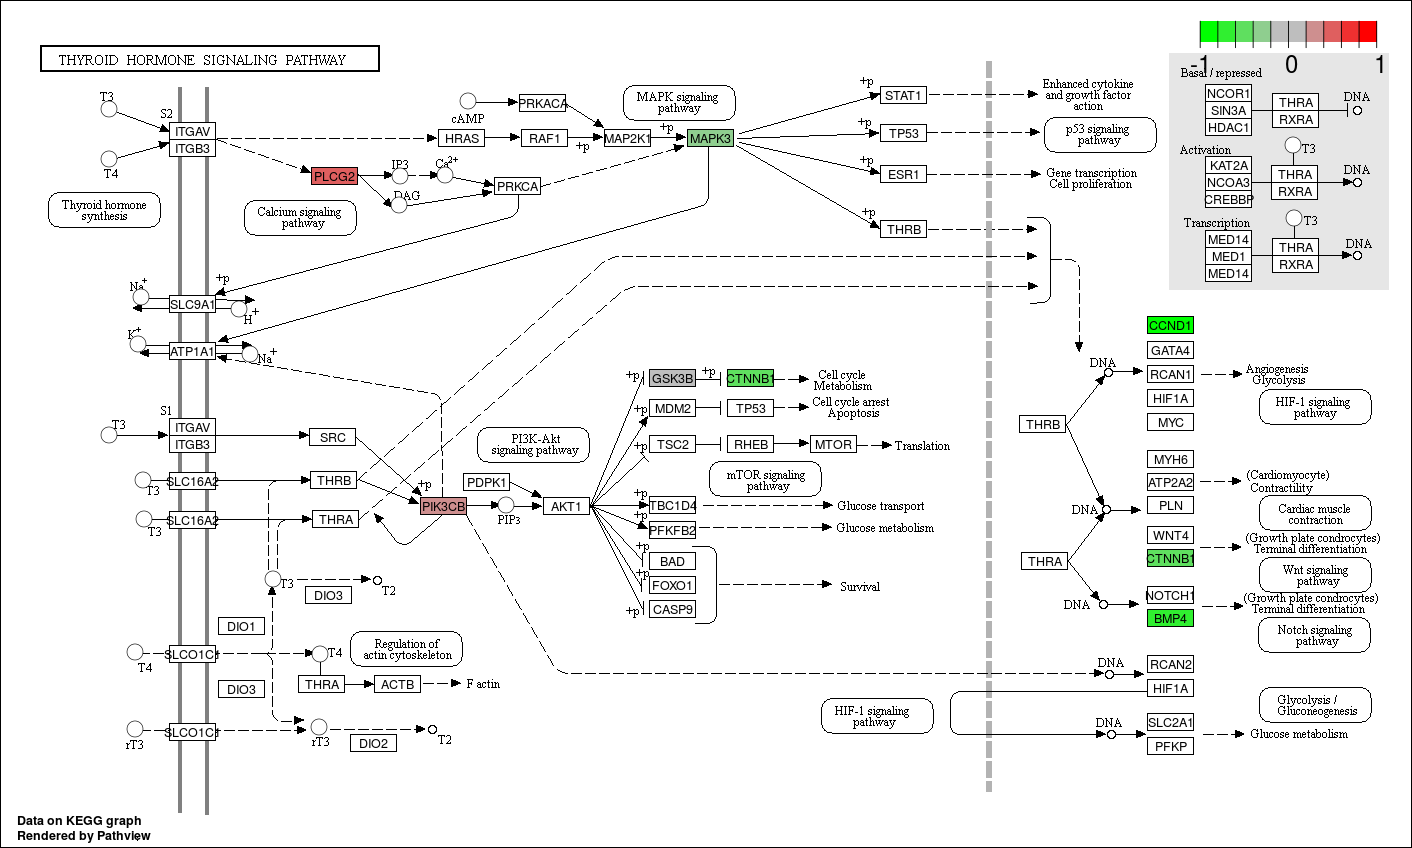 THYROID HORMONE SIGNALING PATHWAY
-1 0 1
Basal / repressed
NCOR1
SIN3A
HDAC1
THRA
RXRA
DNA
Activation
KAT2A
NCOA3
CREBBP
T3
THRA
RXRA
DNA
Transcription
MED14
MED1
MED14
T3
THRA
RXRA
DNA
T3
T4
S2
ITGAV
ITGB3
Thyroid hormone
synthesis
cAMP
PRKACA
MAPK signaling
pathway
HRAS
RAF1
+p
MAP2K1
+p
MAPK3
PLCG2
IP3
Ca2+
DAG
PRKCA
Calcium signaling
pathway
+p
STAT1
Enhanced cytokine
and growth factor
action
+p
TP53
p53 signaling
pathway
+p
ESR1
Gene transcription
Cell proliferation
+p
THRB
Na+
+p
SLC9A1
H+
K+
ATP1A1
Na+
S1
T3
ITGAV
ITGB3
SRC
SLC16A2
T3
THRB
SLC16A2
T3
THRA
+p
PIK3CB
PI3K-Akt
signaling pathway
PDPK1
PIP3
AKT1
+p
GSK3B
+p
CTNNB1
Cell cycle
Metabolism
+p
MDM2
TP53
Cell cycle arrest
Apoptosis
+p
TSC2
RHEB
MTOR
Translation
mTOR signaling
pathway
+p
TBC1D4
Glucose transport
+p
PFKFB2
Glucose metabolism
+p
BAD
+p
FOXO1
Survival
+p
CASP9
T3
DIO3
T2
DIO1
T4
SLCO1C1
T4
Regulation of
actin cytoskeleton
THRA
ACTB
F actin
DIO3
rT3
SLCO1C1
rT3
DIO2
T2
HIF-1 signaling
pathway
DNA
THRB
CCND1
GATA4
RCAN1
HIF1A
MYC
Angiogenesis
Glycolysis
HIF-1 signaling
pathway
DNA
MYH6
ATP2A2
PLN
(Cardiomyocyte)
Contractility
Cardiac muscle
contraction
THRA
WNT4
CTNNB1
(Growth plate condrocytes)
Terminal differentiation
Wnt signaling
pathway
DNA
NOTCH1
BMP4
(Growth plate condrocytes)
Terminal differentiation
Notch signaling
pathway
DNA
RCAN2
HIF1A
DNA
SLC2A1
PFKP
Glycolysis /
Gluconeogenesis
Glucose metabolism
Data on KEGG graph
Rendered by Pathview